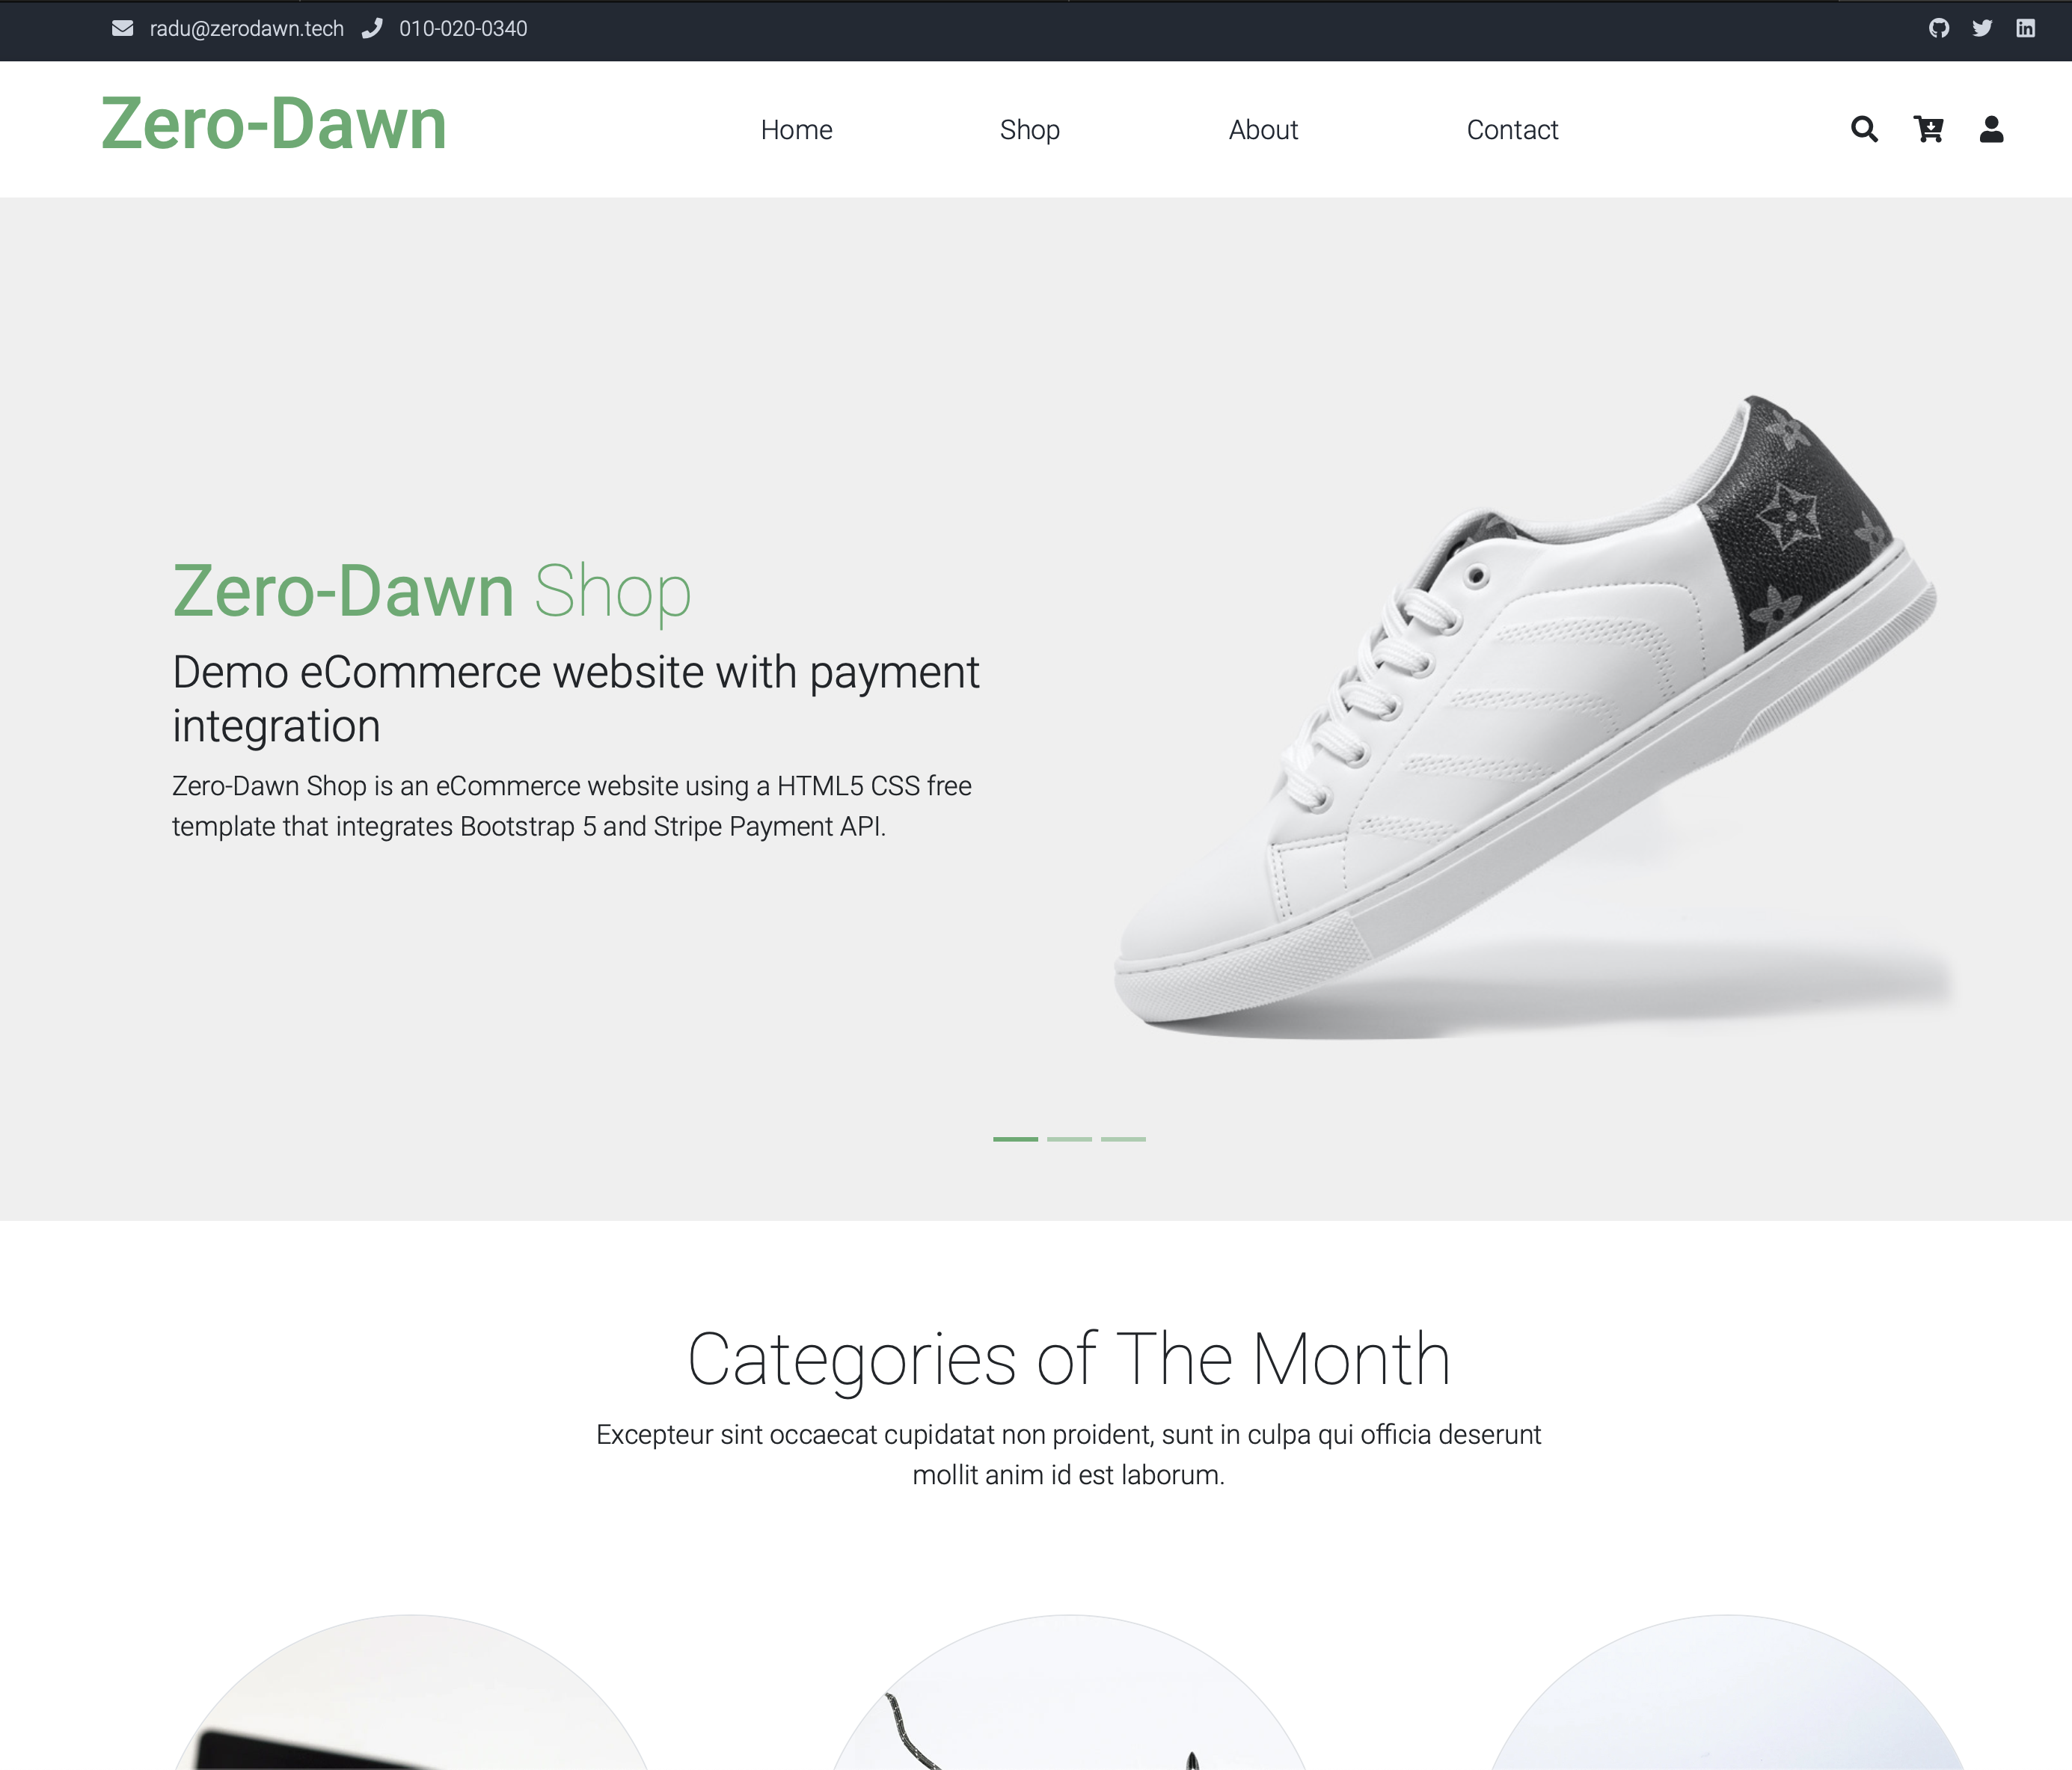 radu@zerodawn.tech 010-020-0340
Zero-Dawn
Home Shop About Contact
Zero-Dawn Shop
Demo eCommerce website with payment
integration
Zero-Dawn Shop is an eCommerce website using a HTML5 CSS free
template that integrates Bootstrap 5 and Stripe Payment API.
Categories of The Month
Excepteur sint occaecat cupidatat non proident, sunt in culpa qui officia deserunt
mollit anim id est laborum.